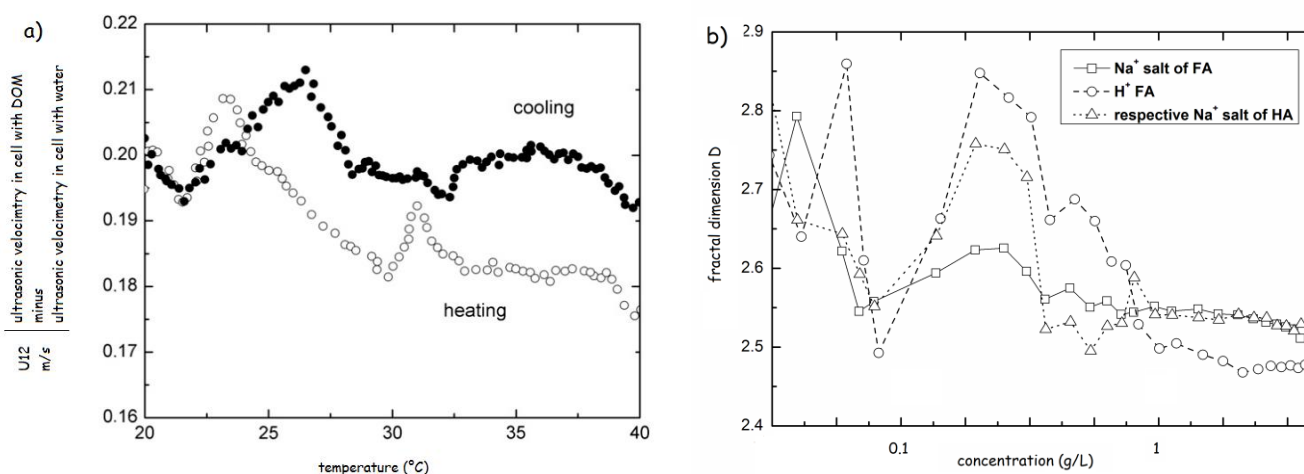 a)
0.22
0.21
0.20
0.19
0.18
0.17
0.16
20
25
30
35
40
temperature (°C)
U12
m/s
ultrasonic velocimtry in cell with DOM
minus
ultrasonic velocimetry in cell with water
cooling
heating
b)
2.9
2.8
2.7
2.6
2.5
2.4
fractal dimension D
0.1
1
concentration (g/L)
Na⁺ salt of FA
H⁺ FA
respective Na⁺ salt of HA